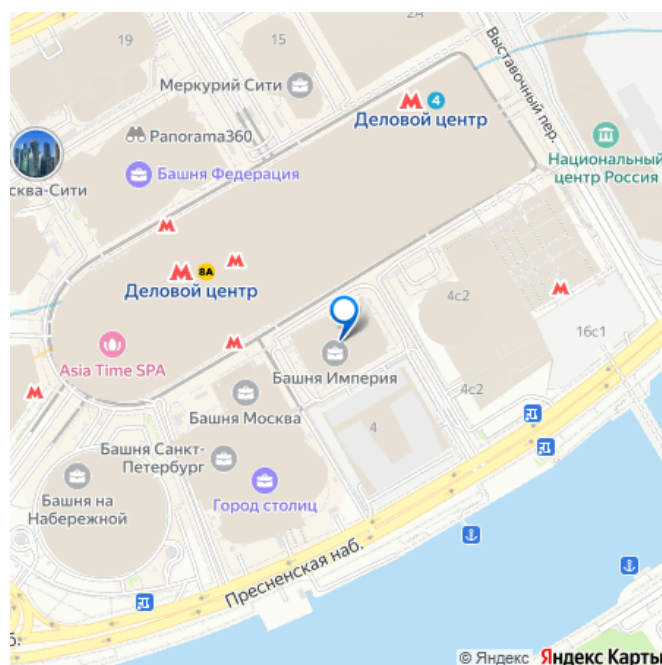 2А
19
15
Выставочный пер.
Меркурий Сити
М 4
Деловой центр
Panorama360
Национальный
центр Россия
сква-Сити
Башня Федерация
М
М 8А
М
Деловой центр
4с2
М
16с1
Asia Time SPA
М
Башня Империя
М
4с2
Башня Москва
4
Башня Санкт-
Петербург
Башня на
Набережной
Город столиц
Пресненская наб.
б.
© Яндекс Яндекс Карты